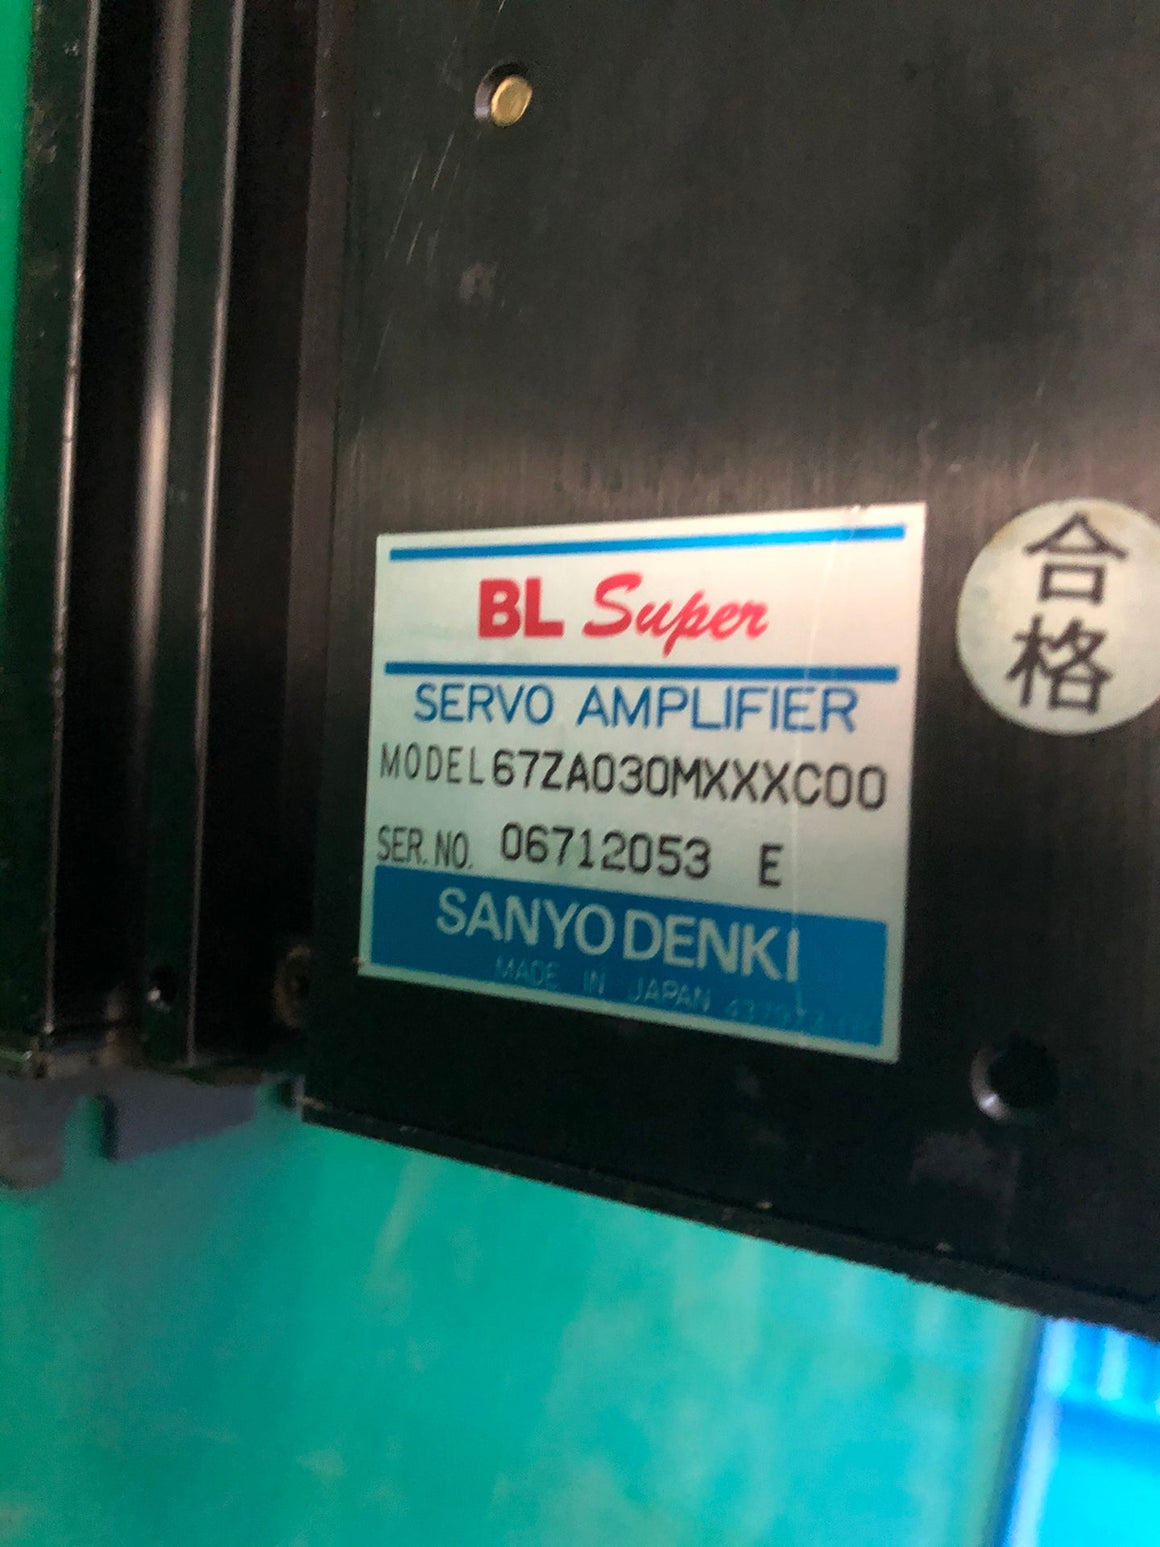 BL Super
SERVO AMPLIFIER
MODEL 67ZA030MXXXC00
SER. NO. 06712053 E
SANYO DENKI
MADE IN JAPAN
合格